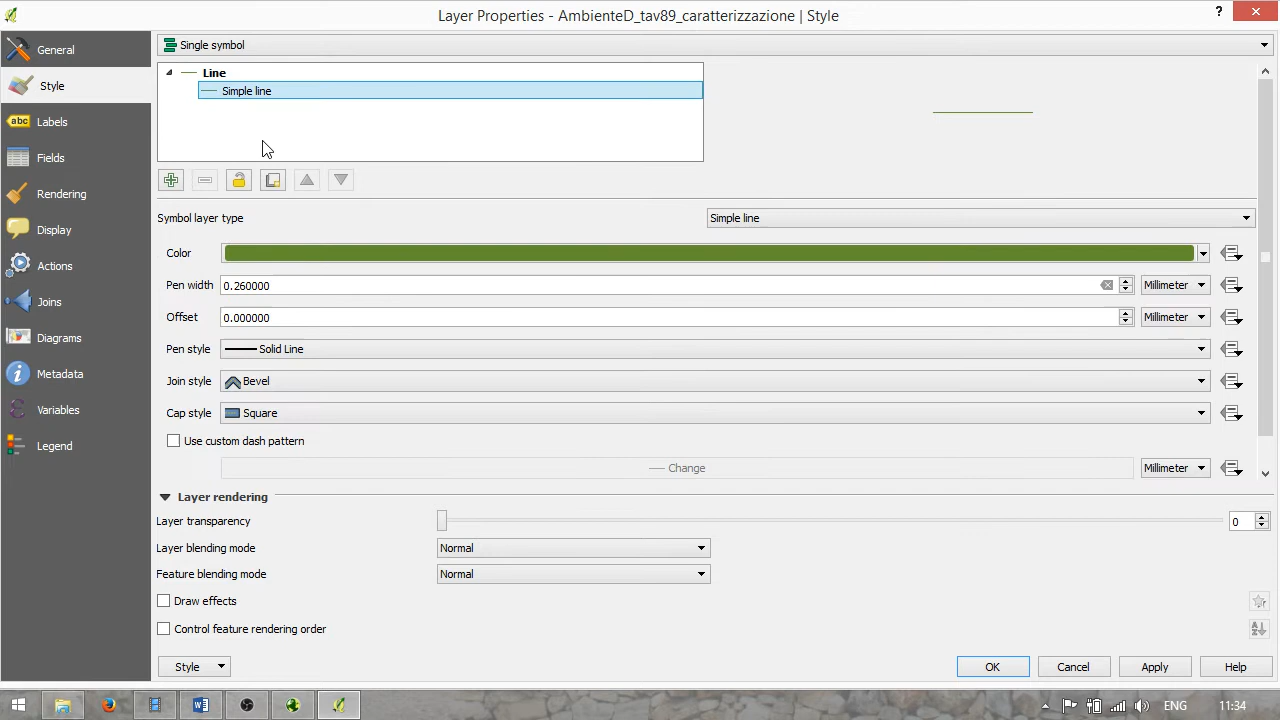 Layer Properties - AmbienteD_tav89_caratterizzazione | Style
?
General
Style
abc Labels
Fields
Rendering
Display
Actions
Joins
Diagrams
Metadata
Variables
Legend
Single symbol
Line
Simple line
Symbol layer type
Simple line
Color
Pen width
0.260000
Millimeter
Offset
0.000000
Millimeter
Pen style
Solid Line
Join style
Bevel
Cap style
Square
Use custom dash pattern
Change
Millimeter
Layer rendering
Layer transparency
0
Layer blending mode
Normal
Feature blending mode
Normal
Draw effects
Control feature rendering order
Style
OK
Cancel
Apply
Help
ENG
11:34